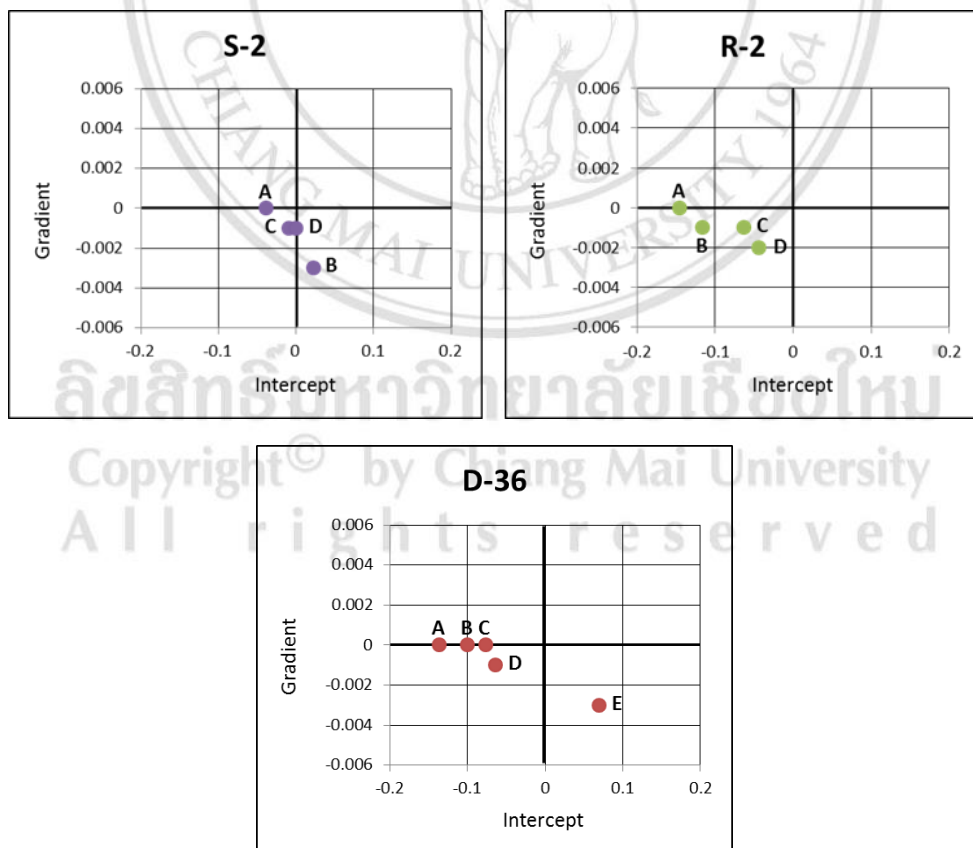 S-2
0.006
0.004
0.002
0
-0.002
-0.004
-0.006
-0.2
-0.1
0
0.1
0.2
Gradient
Intercept
A
C
D
B
R-2
0.006
0.004
0.002
0
-0.002
-0.004
-0.006
-0.2
-0.1
0
0.1
0.2
Gradient
Intercept
A
B
C
D
CHIANG MAI UNIVERSITY 1964
ลิขสิทธิ์มหาวิทยาลัยเชียงใหม่
Copyright© by Chiang Mai University
All rights reserved
D-36
0.006
0.004
0.002
0
-0.002
-0.004
-0.006
-0.2
-0.1
0
0.1
0.2
Gradient
Intercept
A
B
C
D
E